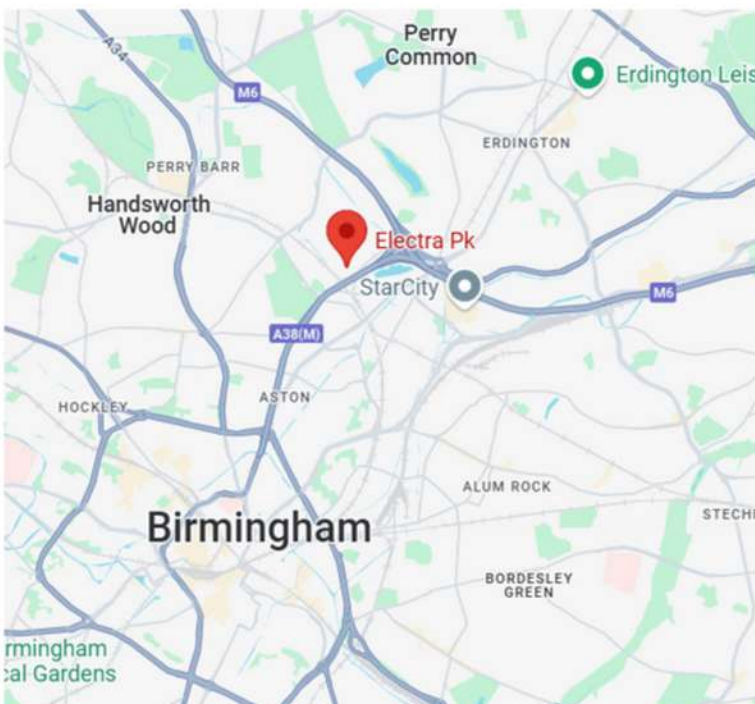 Perry
Common
A34
Erdington Leis
M6
ERDINGTON
PERRY BARR
Handsworth
Wood
Electra Pk
StarCity
M6
A38(M)
HOCKLEY
ASTON
ALUM ROCK
STECH
Birmingham
BORDESLEY
GREEN
rmingham
cal Gardens